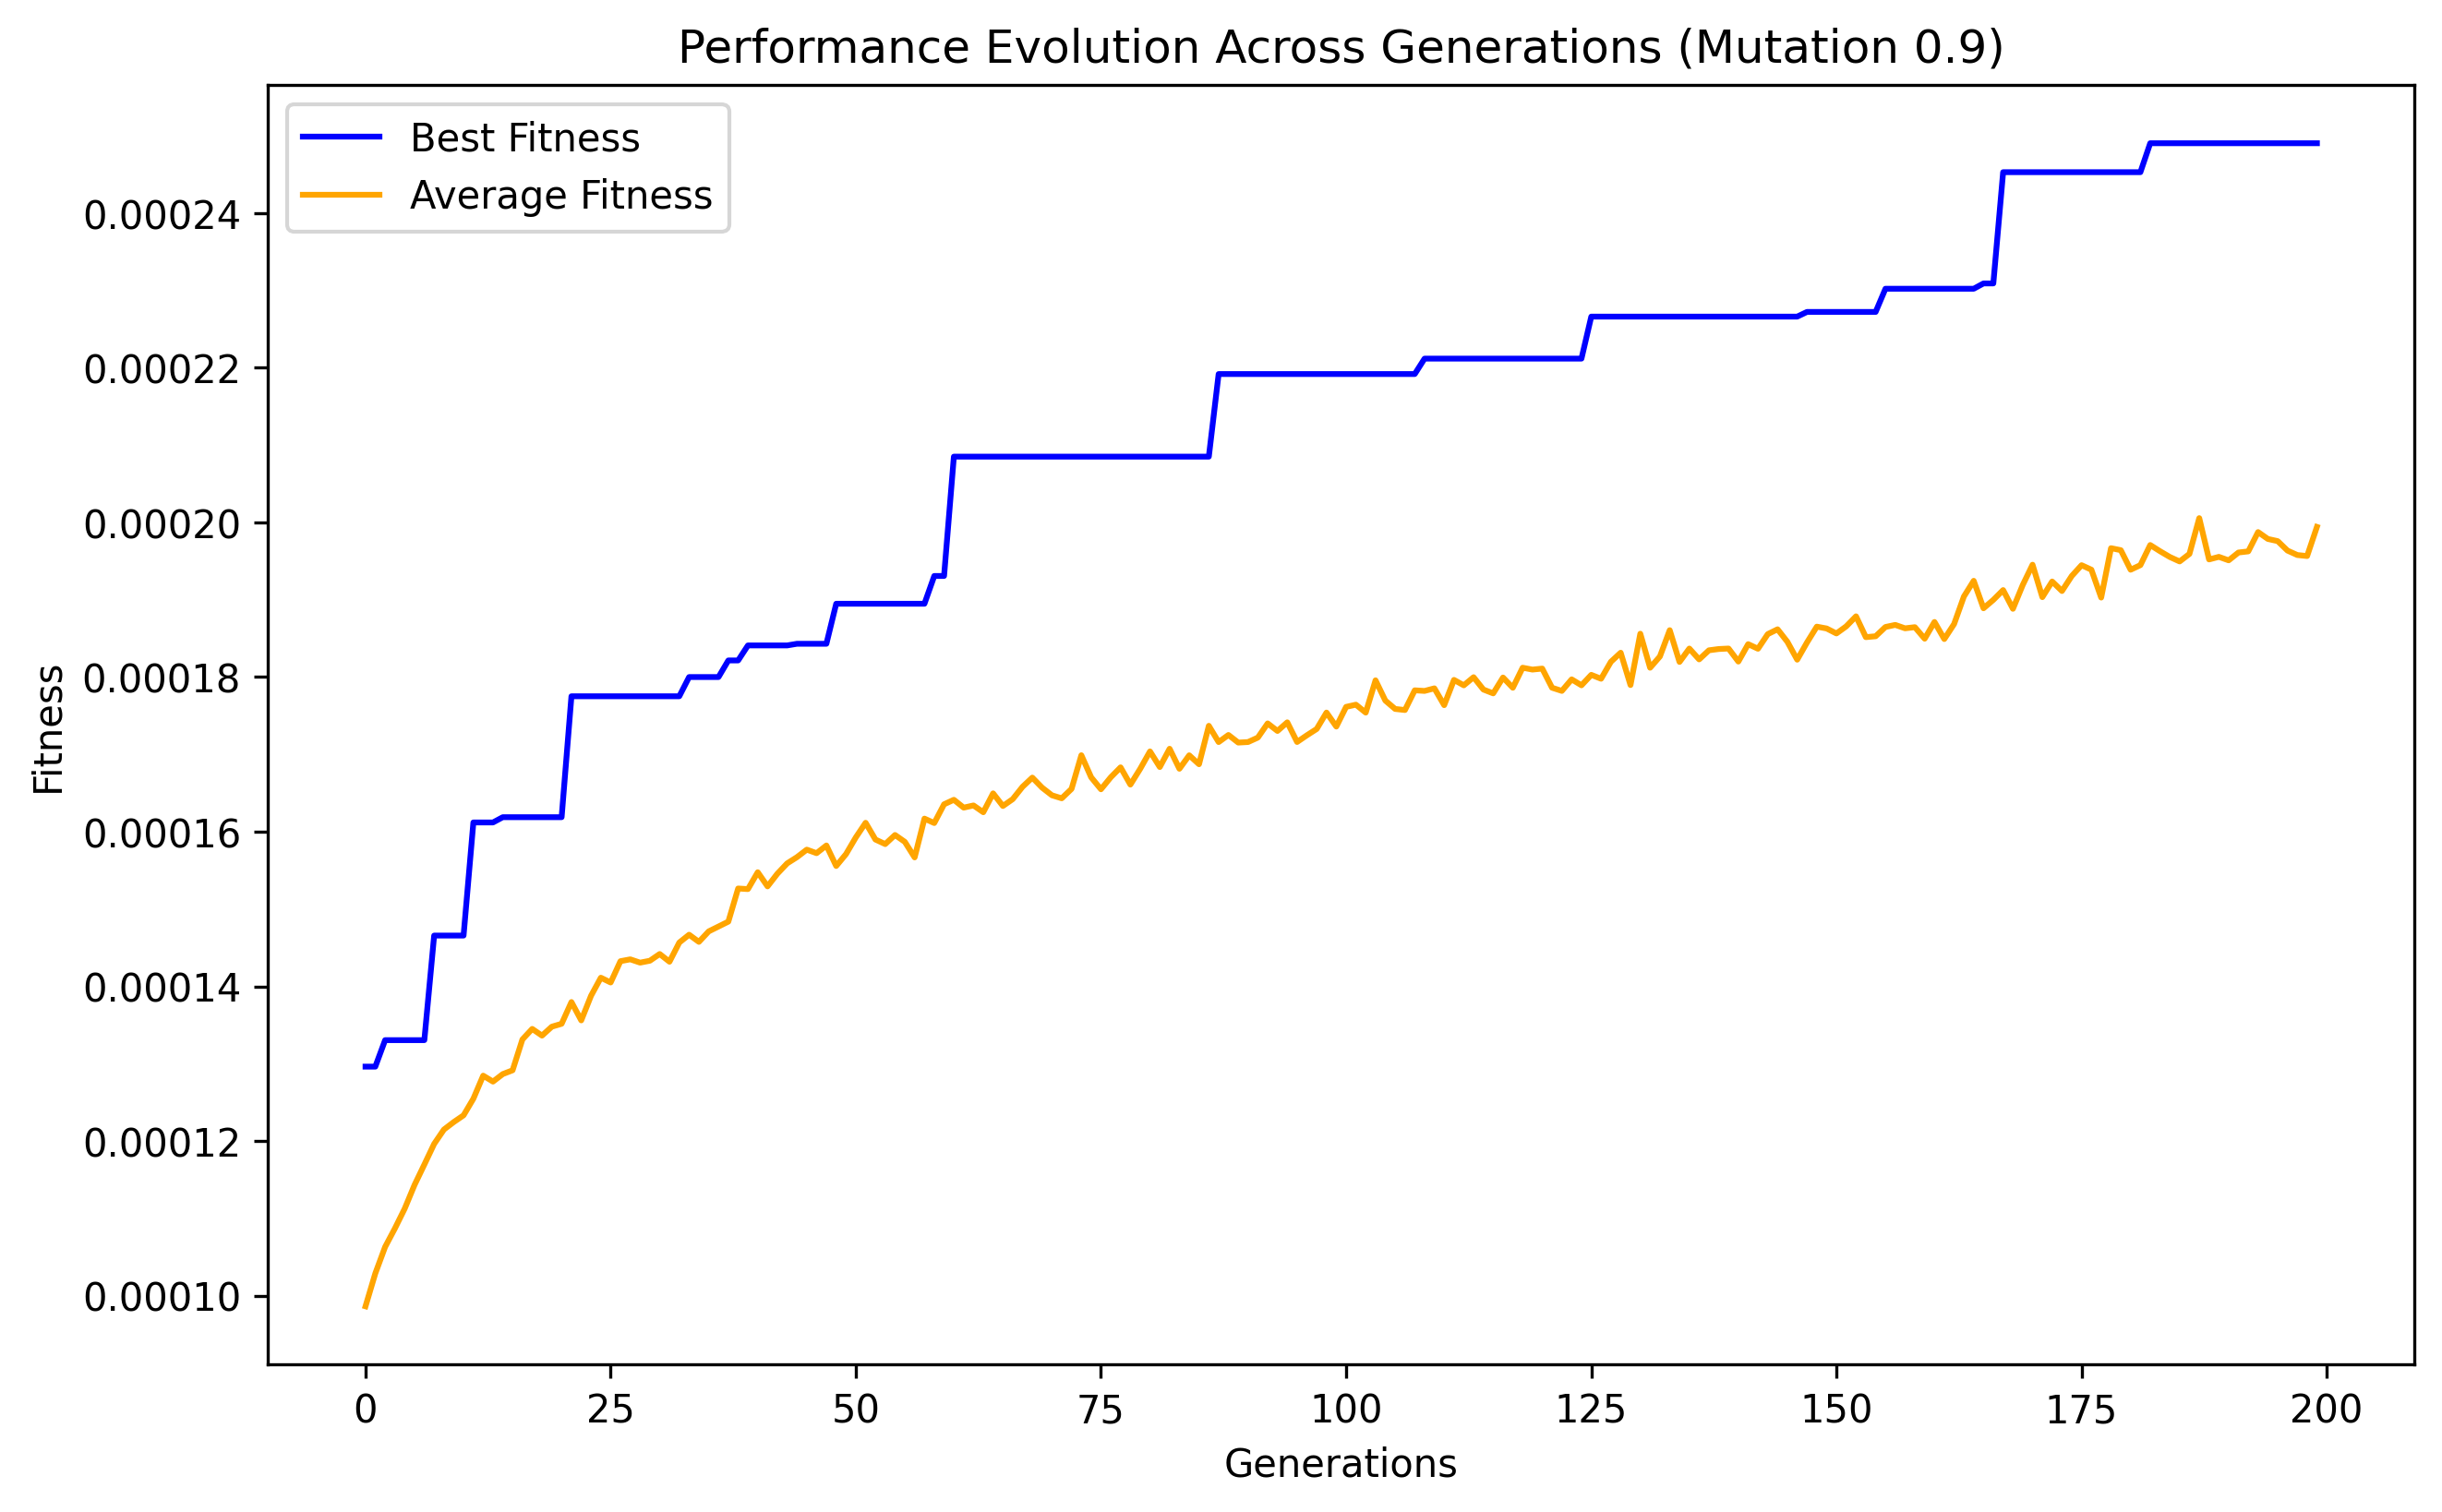 Performance Evolution Across Generations (Mutation 0.9)
Best Fitness
Average Fitness
0.00024
0.00022
0.00020
0.00018
0.00016
0.00014
0.00012
0.00010
Fitness
0 25 50 75 100 125 150 175 200
Generations